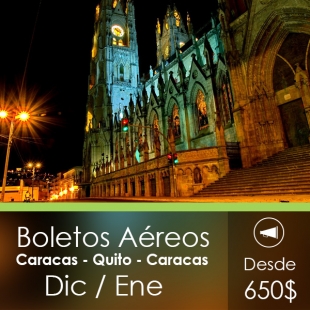 Boletos Aéreos
Caracas - Quito - Caracas
Dic / Ene
Desde
650$